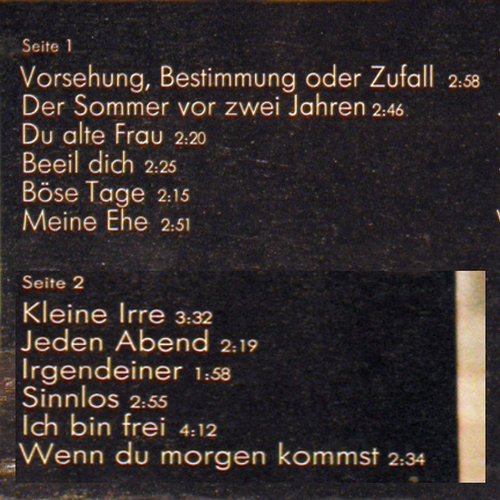 Seite 1
Vorsehung, Bestimmung oder Zufall 2:58
Der Sommer vor zwei Jahren 2:46
Du alte Frau 2:20
Beeil dich 2:25
Böse Tage 2:15
Meine Ehe 2:51
Seite 2
Kleine Irre 3:32
Jeden Abend 2:19
Irgendeiner 1:58
Sinnlos 2:55
Ich bin frei 4:12
Wenn du morgen kommst 2:34